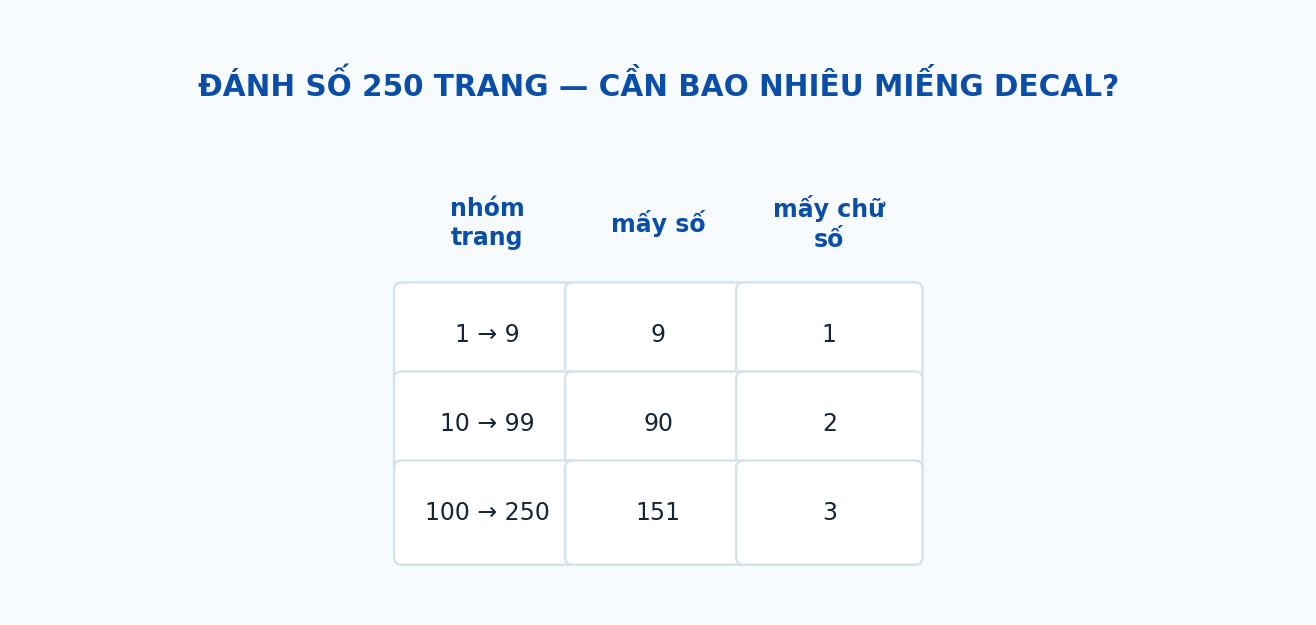 ĐÁNH SỐ 250 TRANG — CẦN BAO NHIÊU MIẾNG DECAL?
nhóm
trang
mấy số
mấy chữ
số
1 → 9
9
1
10 → 99
90
2
100 → 250
151
3